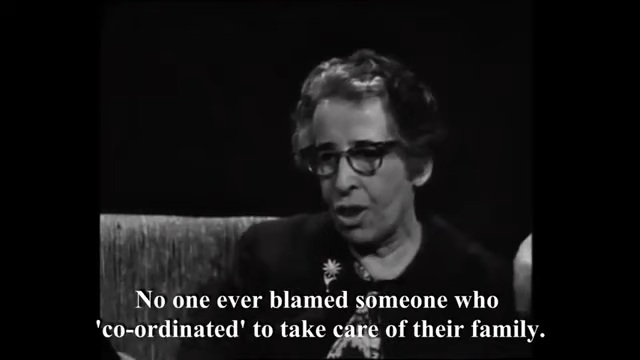 No one ever blamed someone who
'co-ordinated' to take care of their family.